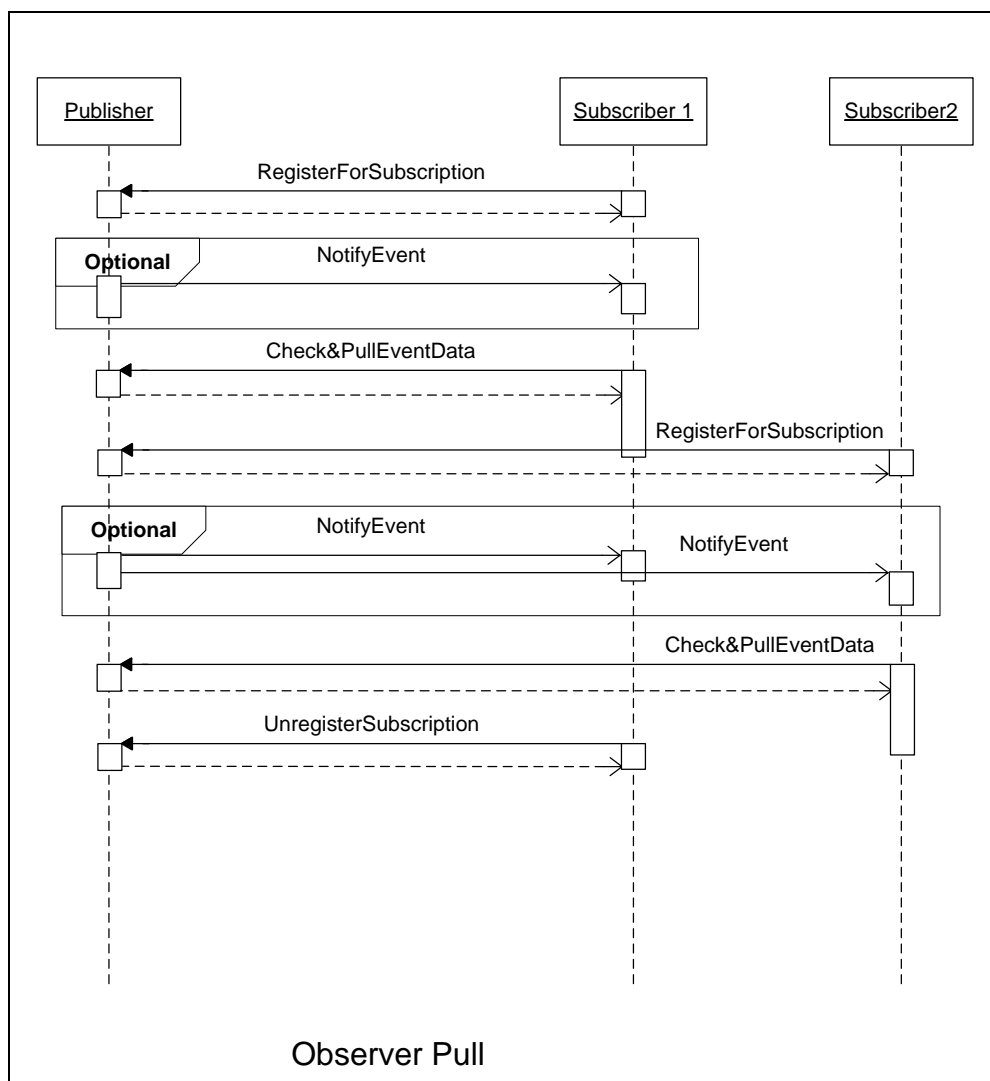 Publisher
Subscriber 1
Subscriber2
RegisterForSubscription
Optional
NotifyEvent
Check&PullEventData
RegisterForSubscription
Optional
NotifyEvent
NotifyEvent
Check&PullEventData
UnregisterSubscription
Observer Pull